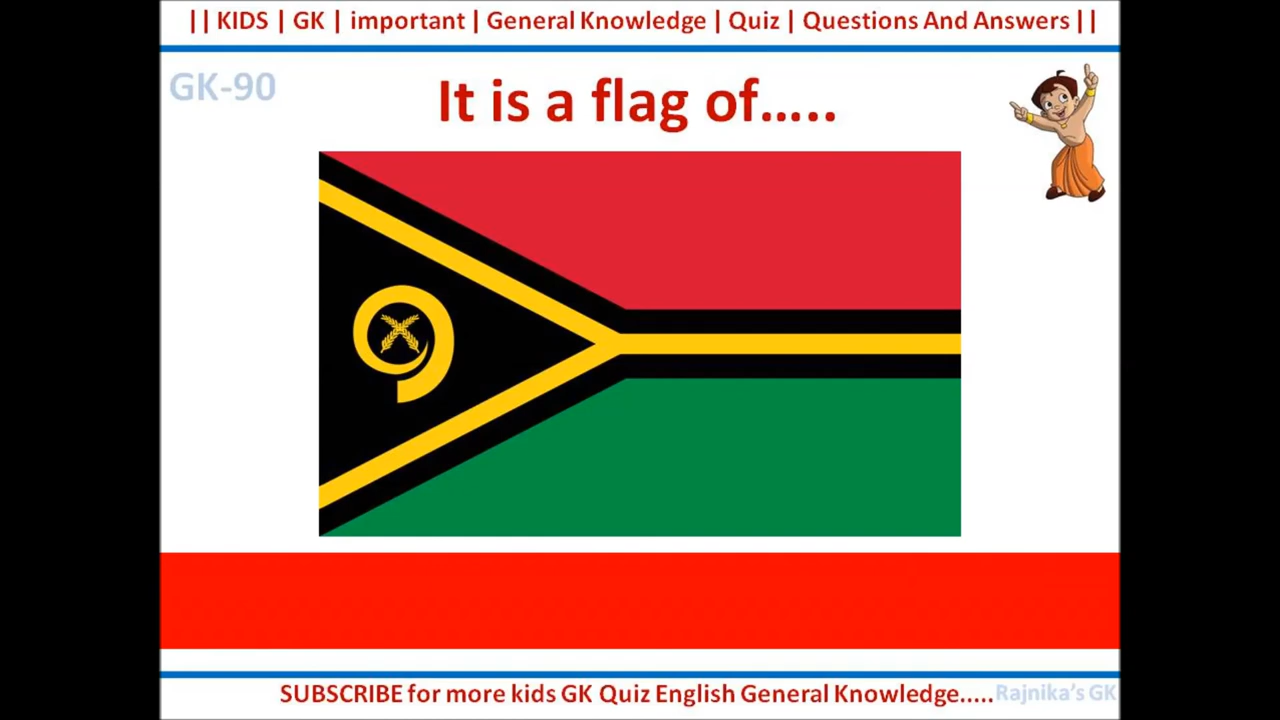 || KIDS | GK | important | General Knowledge | Quiz | Questions And Answers ||
GK-90
It is a flag of.....
SUBSCRIBE for more kids GK Quiz English General Knowledge.....
Rajnika's GK